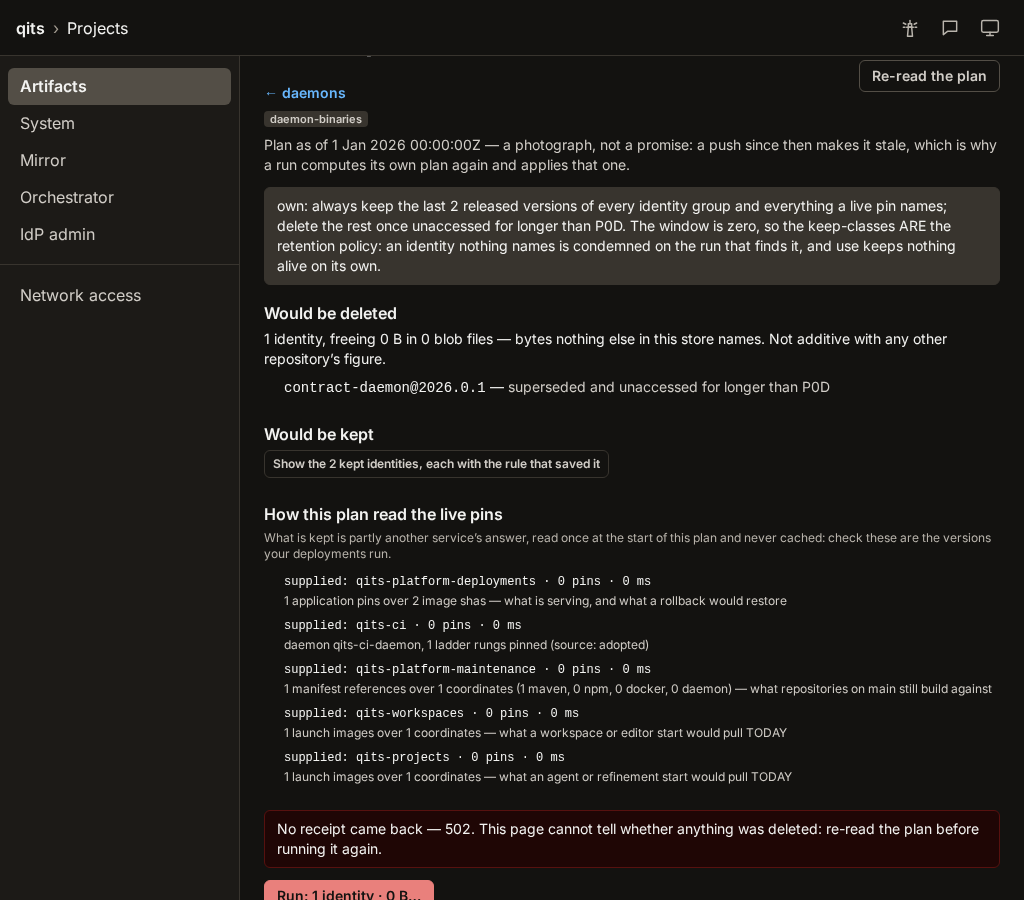 qits › Projects
Artifacts
System
Mirror
Orchestrator
IdP admin
Network access
Re-read the plan
← daemons
daemon-binaries
Plan as of 1 Jan 2026 00:00:00Z — a photograph, not a promise: a push since then makes it stale, which is why
a run computes its own plan again and applies that one.
own: always keep the last 2 released versions of every identity group and everything a live pin names;
delete the rest once unaccessed for longer than P0D. The window is zero, so the keep-classes ARE the
retention policy: an identity nothing names is condemned on the run that finds it, and use keeps nothing
alive on its own.
Would be deleted
1 identity, freeing 0 B in 0 blob files — bytes nothing else in this store names. Not additive with any other
repository’s figure.
contract-daemon@2026.0.1 — superseded and unaccessed for longer than P0D
Would be kept
Show the 2 kept identities, each with the rule that saved it
How this plan read the live pins
What is kept is partly another service’s answer, read once at the start of this plan and never cached: check these are the versions
your deployments run.
supplied: qits-platform-deployments · 0 pins · 0 ms
1 application pins over 2 image shas — what is serving, and what a rollback would restore
supplied: qits-ci · 0 pins · 0 ms
daemon qits-ci-daemon, 1 ladder rungs pinned (source: adopted)
supplied: qits-platform-maintenance · 0 pins · 0 ms
1 manifest references over 1 coordinates (1 maven, 0 npm, 0 docker, 0 daemon) — what repositories on main still build against
supplied: qits-workspaces · 0 pins · 0 ms
1 launch images over 1 coordinates — what a workspace or editor start would pull TODAY
supplied: qits-projects · 0 pins · 0 ms
1 launch images over 1 coordinates — what an agent or refinement start would pull TODAY
No receipt came back — 502. This page cannot tell whether anything was deleted: re-read the plan before
running it again.
Run: 1 identity · 0 B…